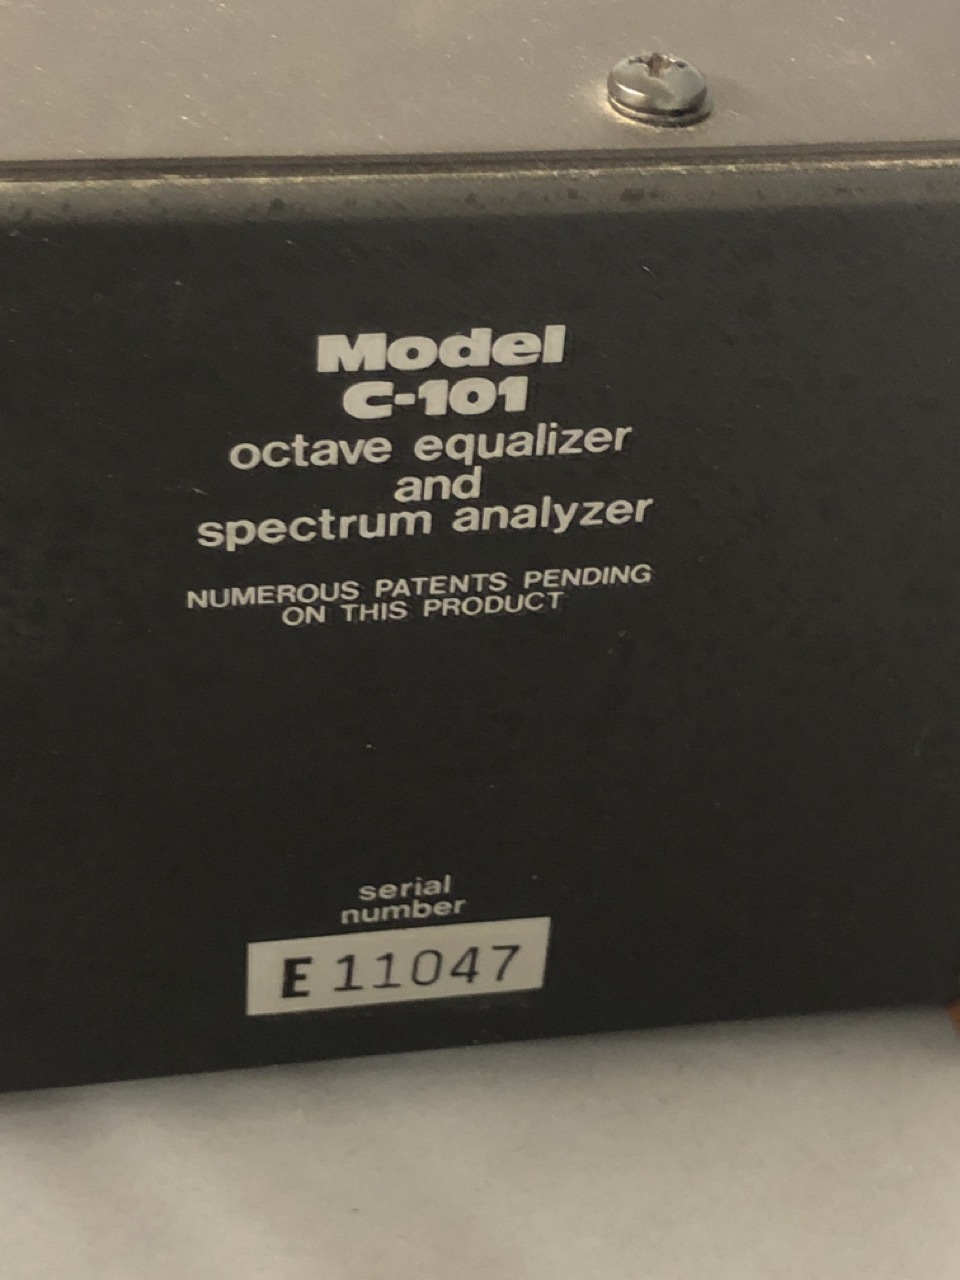 Model
C-101
octave equalizer
and
spectrum analyzer
NUMEROUS PATENTS PENDING
ON THIS PRODUCT
serial
number
E 11047